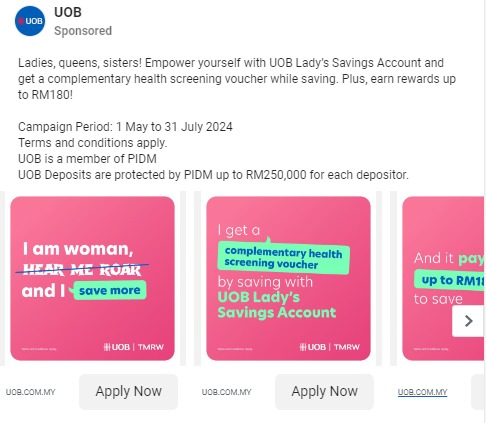 UOB
UOB
Sponsored
Ladies, queens, sisters! Empower yourself with UOB Lady's Savings Account and
get a complementary health screening voucher while saving. Plus, earn rewards up
to RM180!
Campaign Period: 1 May to 31 July 2024
Terms and conditions apply.
UOB is a member of PIDM
UOB Deposits are protected by PIDM up to RM250,000 for each depositor.
I am woman,
HEAR ME ROAR
and I save more
UOB | TMRW
I get a
complementary health
screening voucher
by saving with
UOB Lady's
Savings Account
UOB | TMRW
And it pay
up to RM18
to save
UOB.COM.MY
Apply Now
UOB.COM.MY
Apply Now
UOB.COM.MY